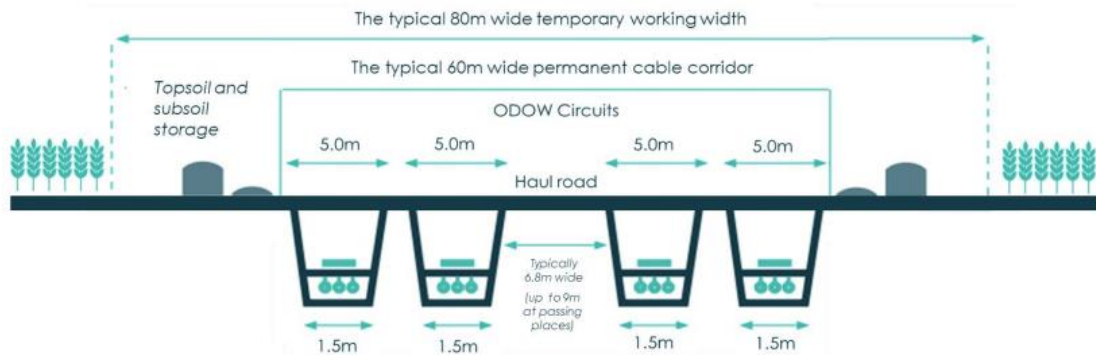 The typical 80m wide temporary working width
The typical 60m wide permanent cable corridor
Topsoil and
subsoil
storage
ODOW Circuits
5.0m
5.0m
5.0m
5.0m
Haul road
Typically
6.8m wide
(up to 9m
at passing
places)
1.5m
1.5m
1.5m
1.5m